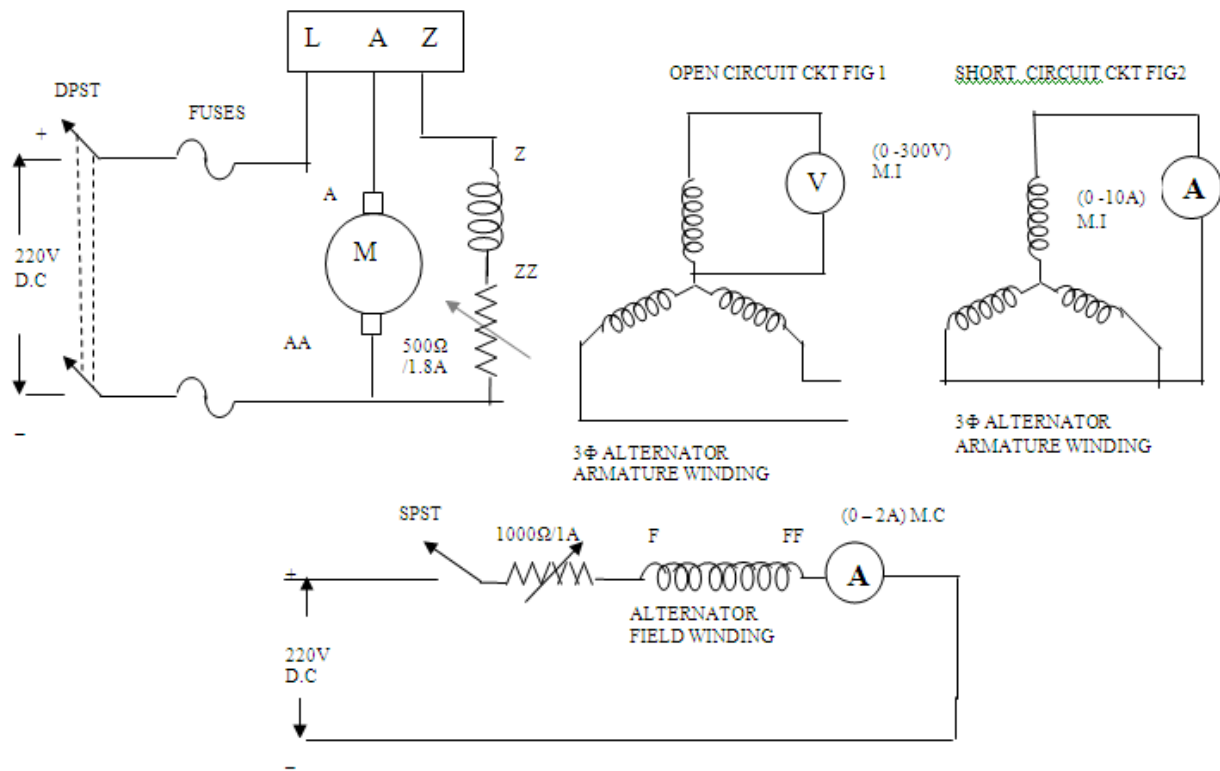 L A Z
OPEN CIRCUIT CKT FIG 1
SHORT CIRCUIT CKT FIG2
DPST
FUSES
+
Z
(0 -300V)
M.I
V
A
(0 -10A)
M.I
A
M
220V
D.C
ZZ
AA
500Ω
/1.8A
–
3Φ ALTERNATOR
ARMATURE WINDING
3Φ ALTERNATOR
ARMATURE WINDING
SPST
1000Ω/1A
F
FF
(0 – 2A) M.C
+
A
ALTERNATOR
FIELD WINDING
220V
D.C
–